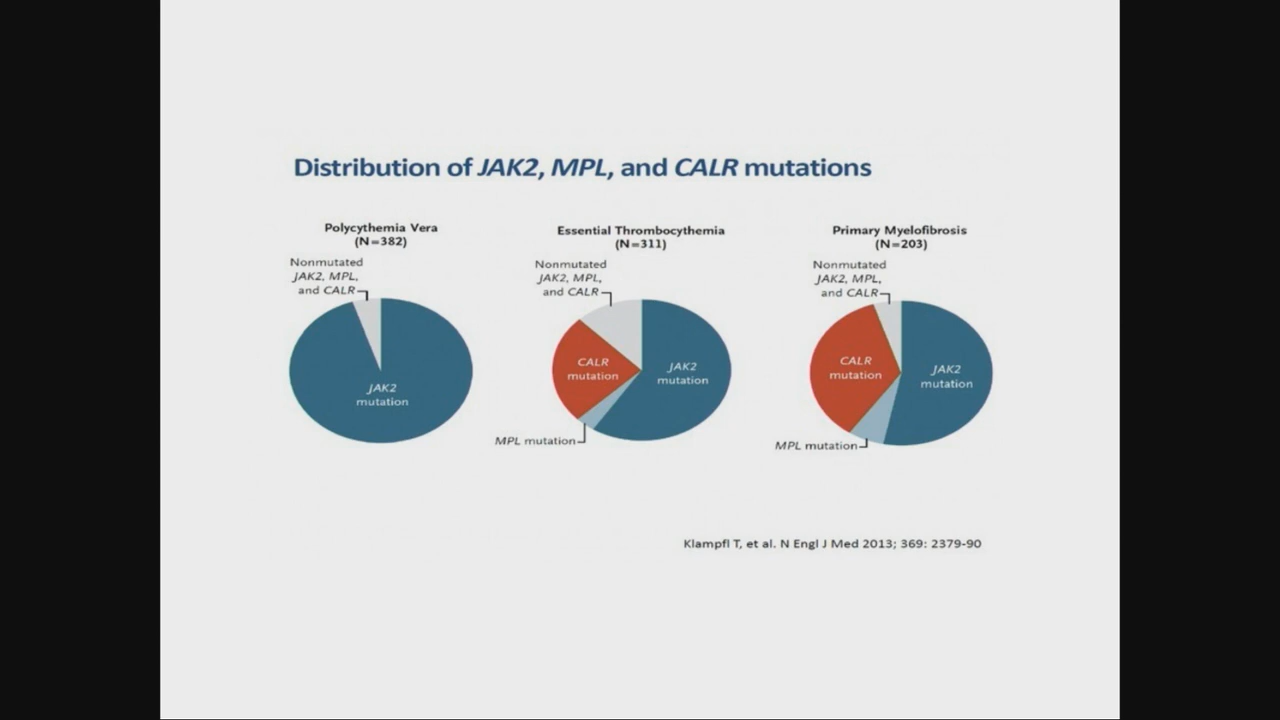 Distribution of JAK2, MPL, and CALR mutations
Polycythemia Vera
(N=382)
Nonmutated
JAK2, MPL,
and CALR
JAK2
mutation
Essential Thrombocythemia
(N=311)
Nonmutated
JAK2, MPL,
and CALR
CALR
mutation
JAK2
mutation
MPL mutation
Primary Myelofibrosis
(N=203)
Nonmutated
JAK2, MPL,
and CALR
CALR
mutation
JAK2
mutation
MPL mutation
Klampfl T, et al. N Engl J Med 2013; 369: 2379-90